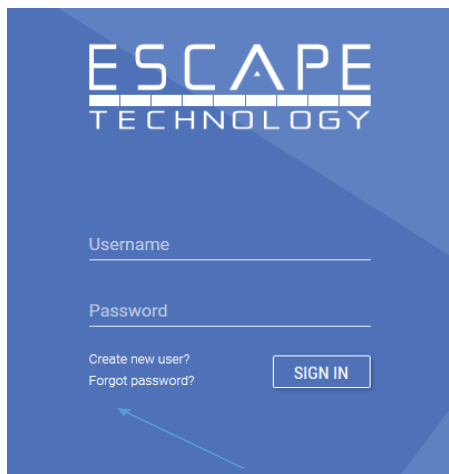 ESCAPE
TECHNOLOGY
Username
Password
Create new user?
Forgot password?
SIGN IN